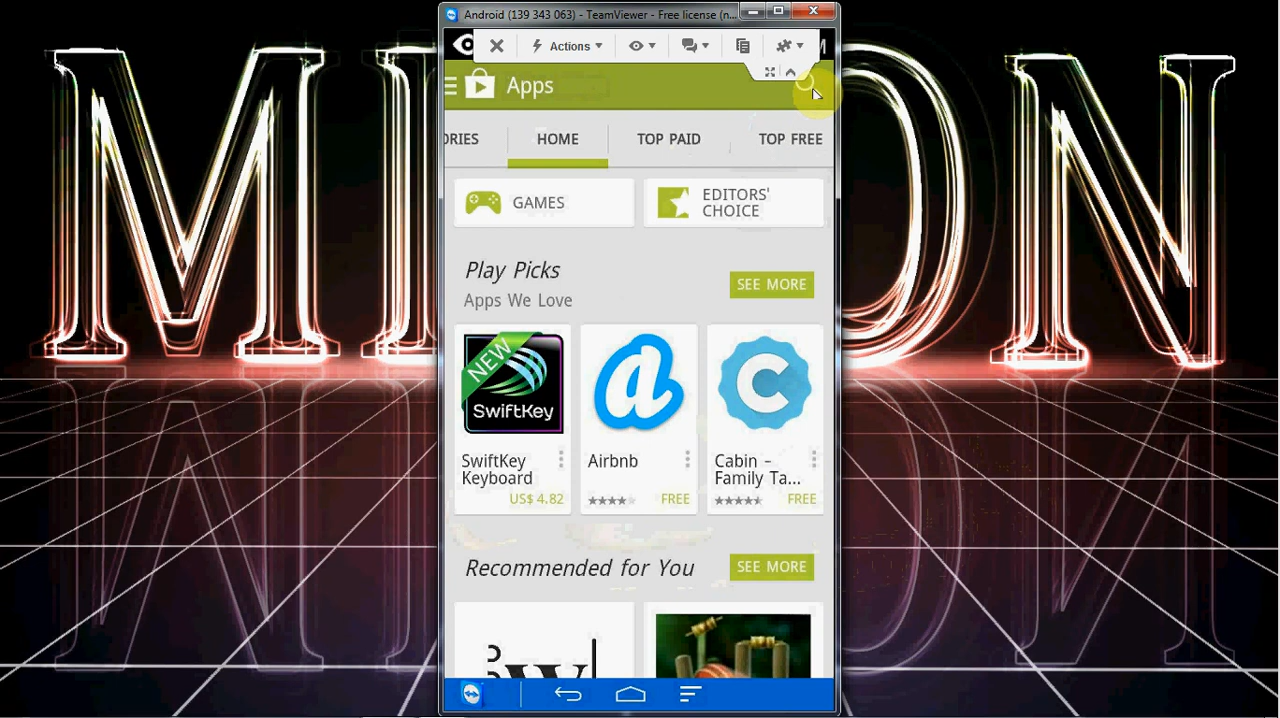 Android (139 343 063) - TeamViewer - Free license (n...
Actions
Apps
ORIES
HOME
TOP PAID
TOP FREE
GAMES
EDITORS'
CHOICE
Play Picks
Apps We Love
SEE MORE
NEW
SwiftKey
SwiftKey
Keyboard
US$ 4.82
Airbnb
FREE
Cabin –
Family Ta...
FREE
Recommended for You
SEE MORE